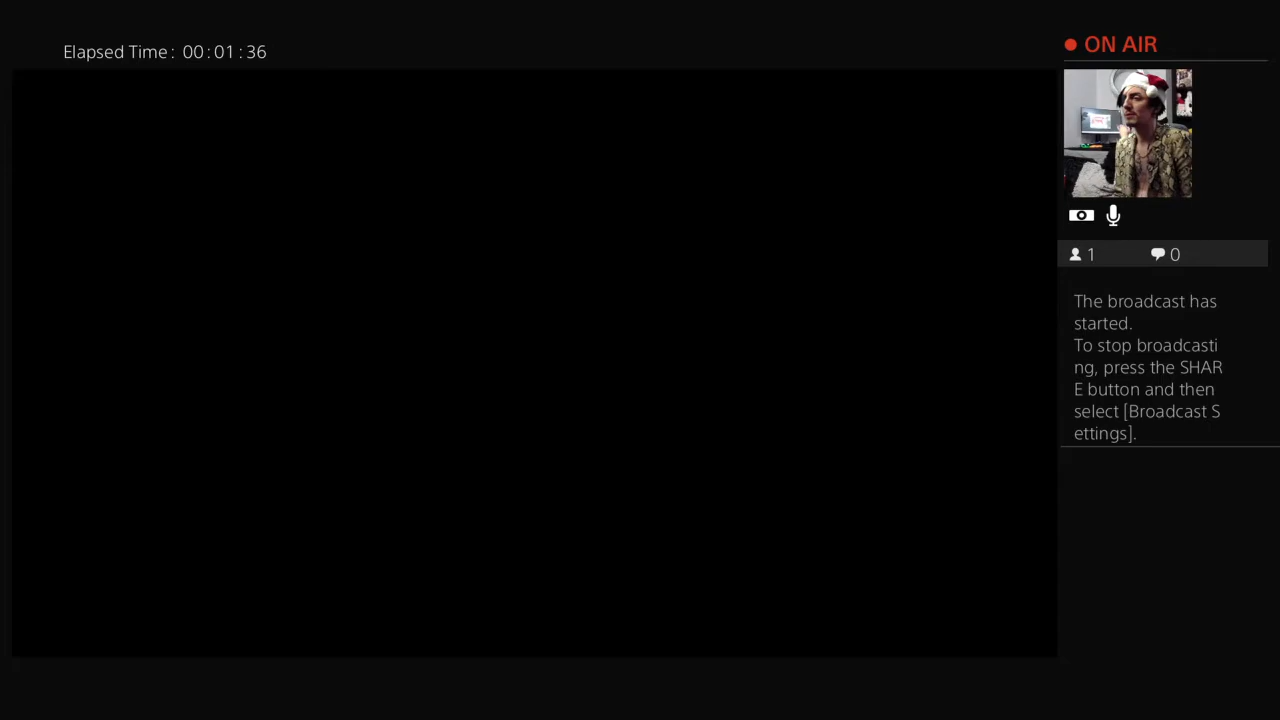 Elapsed Time: 00:01:36
ON AIR
1 0
The broadcast has
started.
To stop broadcasti
ng, press the SHAR
E button and then
select [Broadcast S
ettings].